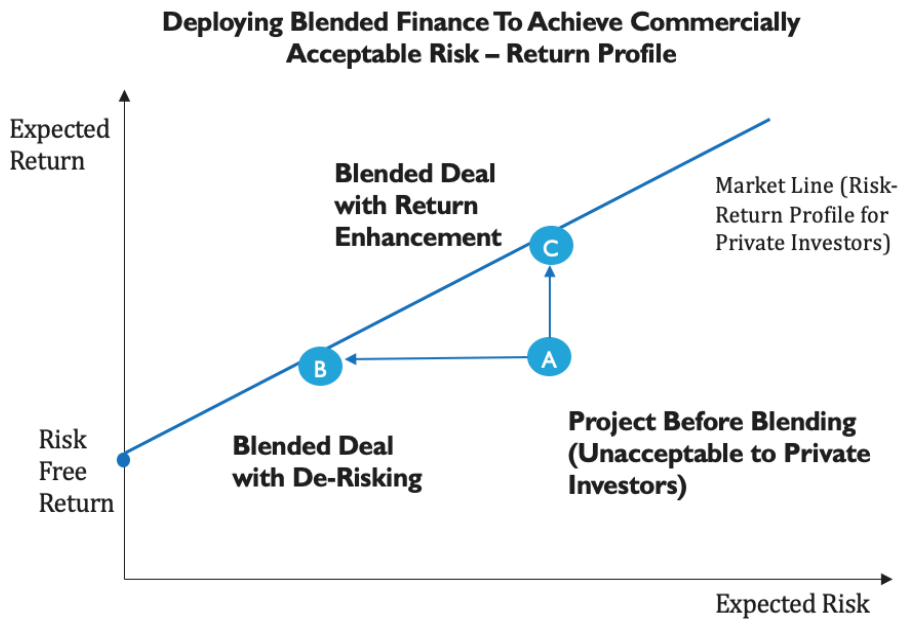 Deploying Blended Finance To Achieve Commercially
Acceptable Risk – Return Profile
Expected
Return
Blended Deal
with Return
Enhancement
Market Line (Risk-
Return Profile for
Private Investors)
C
B
A
Risk
Free
Return
Blended Deal
with De-Risking
Project Before Blending
(Unacceptable to Private
Investors)
Expected Risk